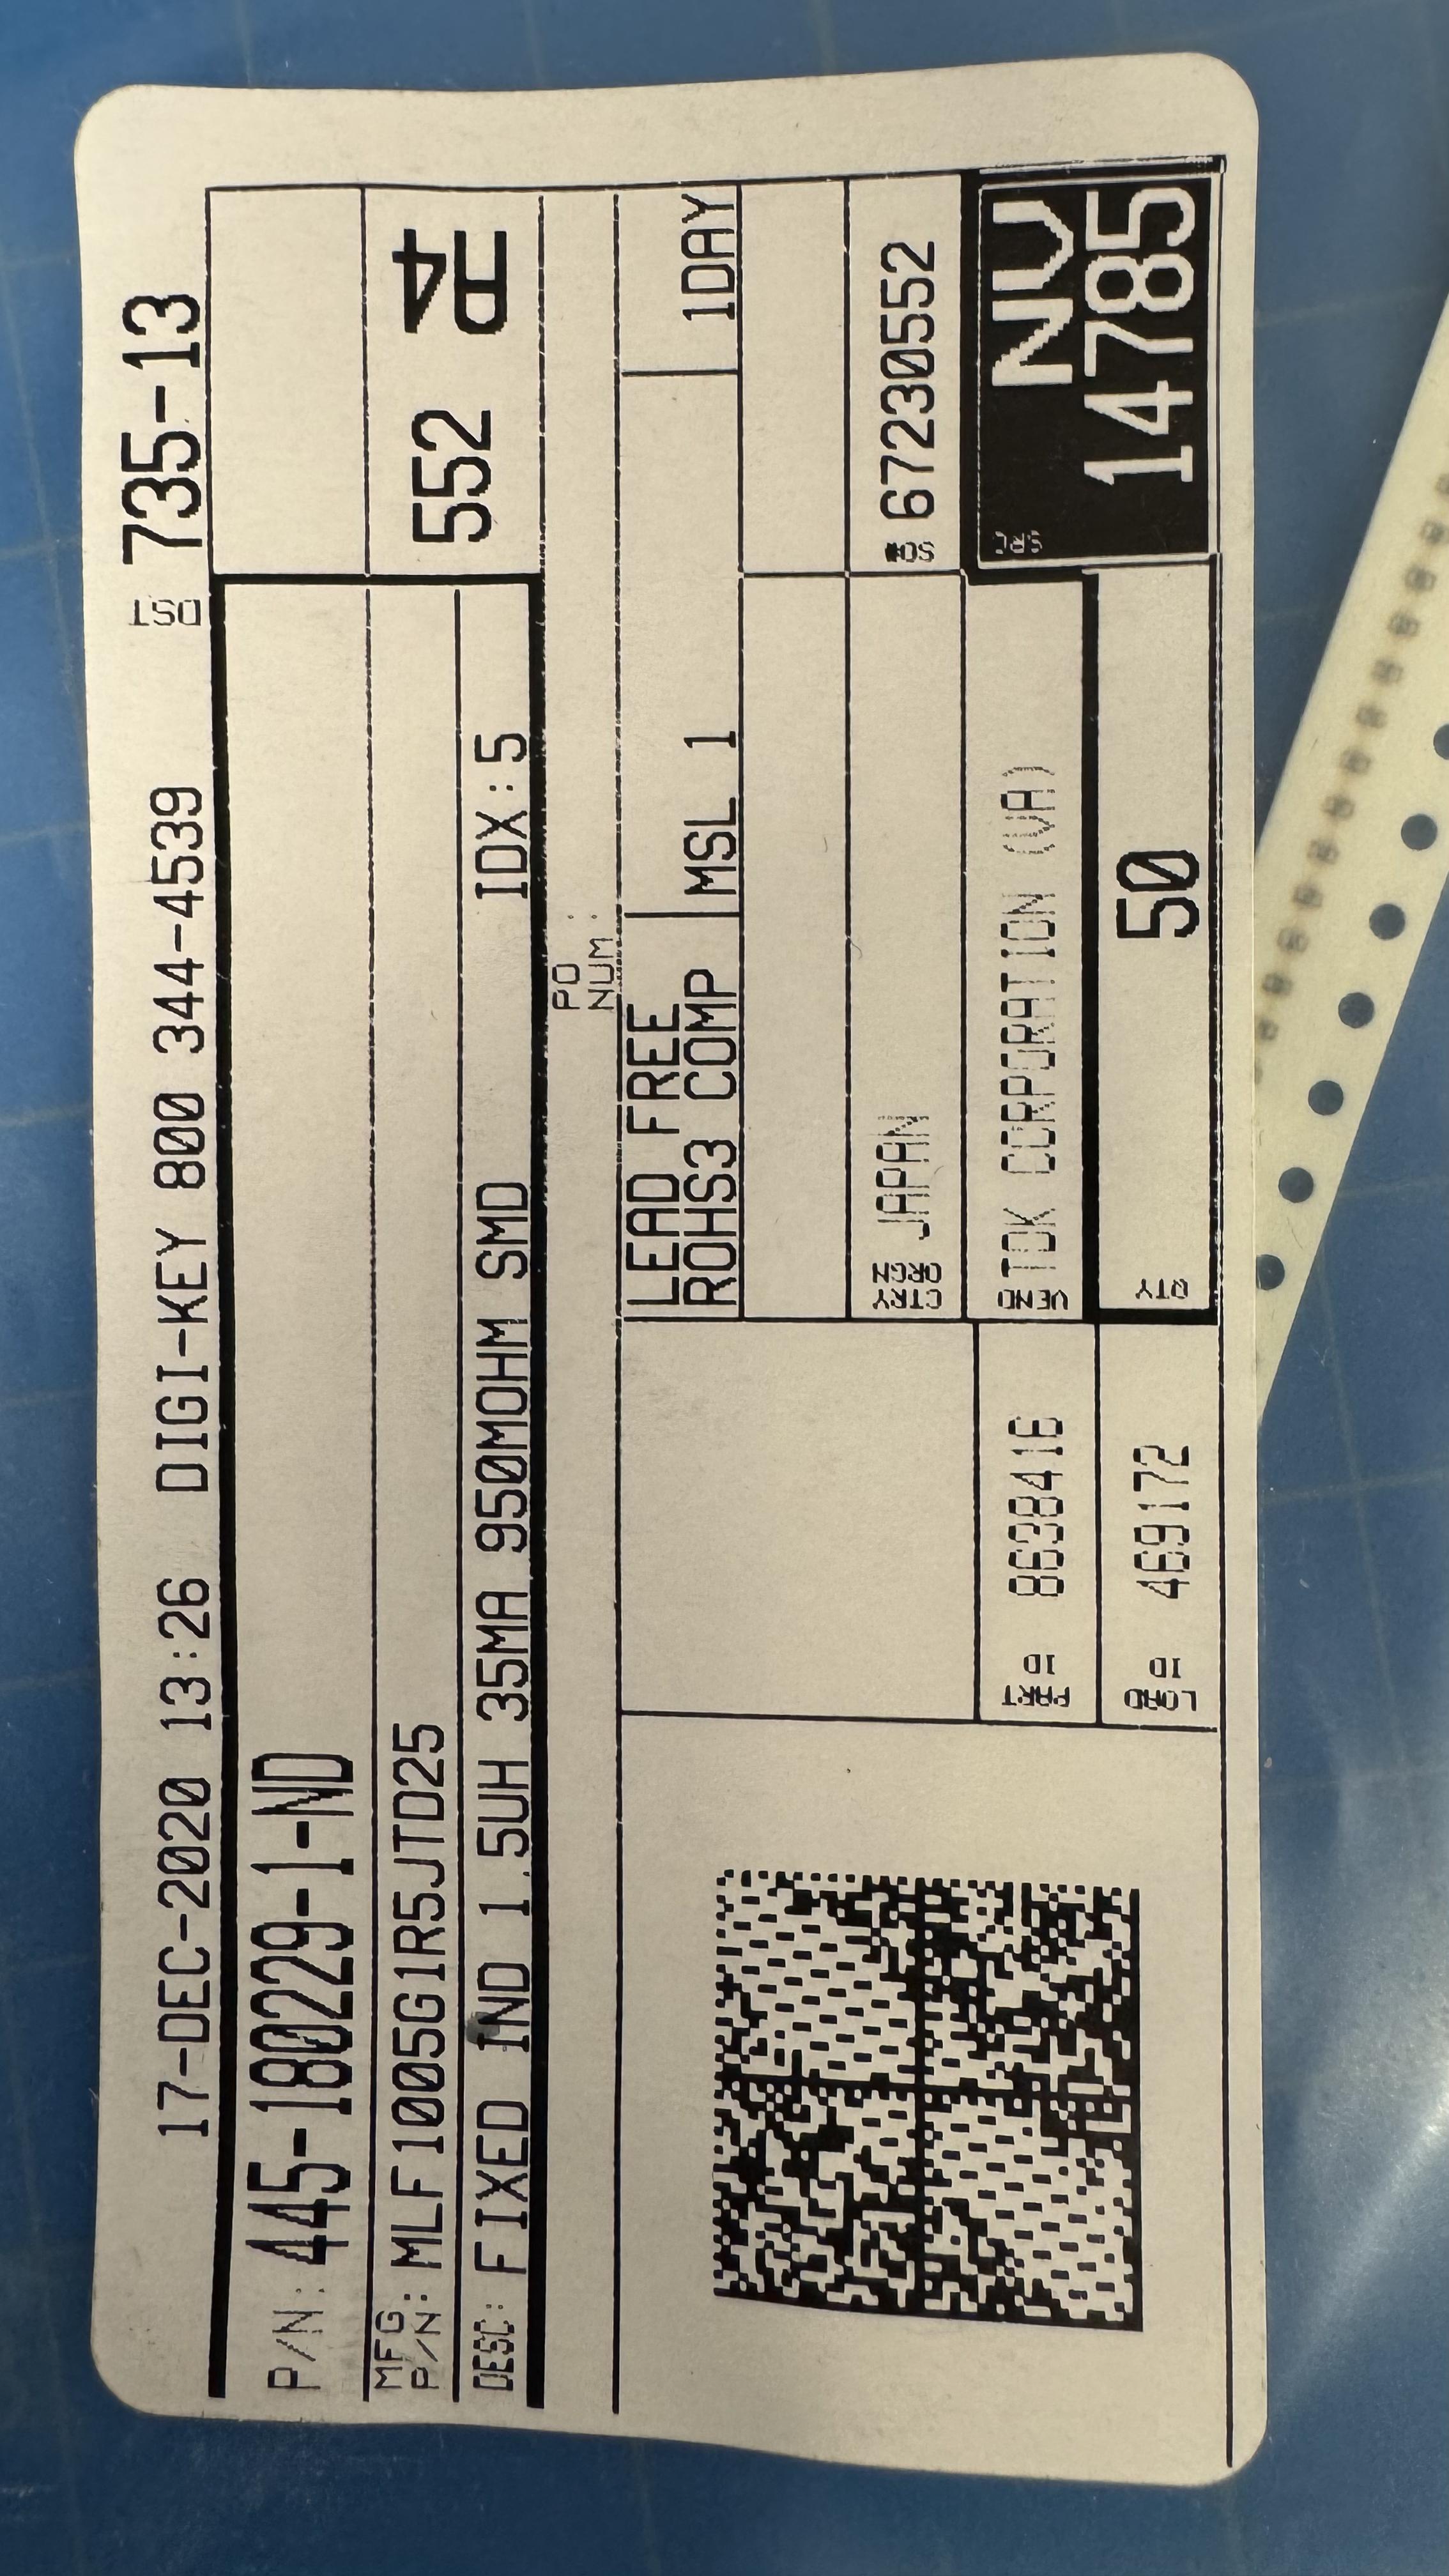 DST 735-13
17-DEC-2020 13:26 DIGI-KEY 800 344-4539
P/N: 445-18029-1-ND
MFG P/N: MLF1005G1R5JTD25
552 R4
DESC: FIXED IND 1.5UH 35MA 950MOHM SMD IDX:5
PO NUM:
LEAD FREE
ROHS3 COMP
MSL 1
1DAY
CTRY ORGN JAPAN
SO# 67230552
PART ID 8638416
VEND TDK CORPORATION (VA)
SRC NV
14785
LOAD ID 469172
QTY 50